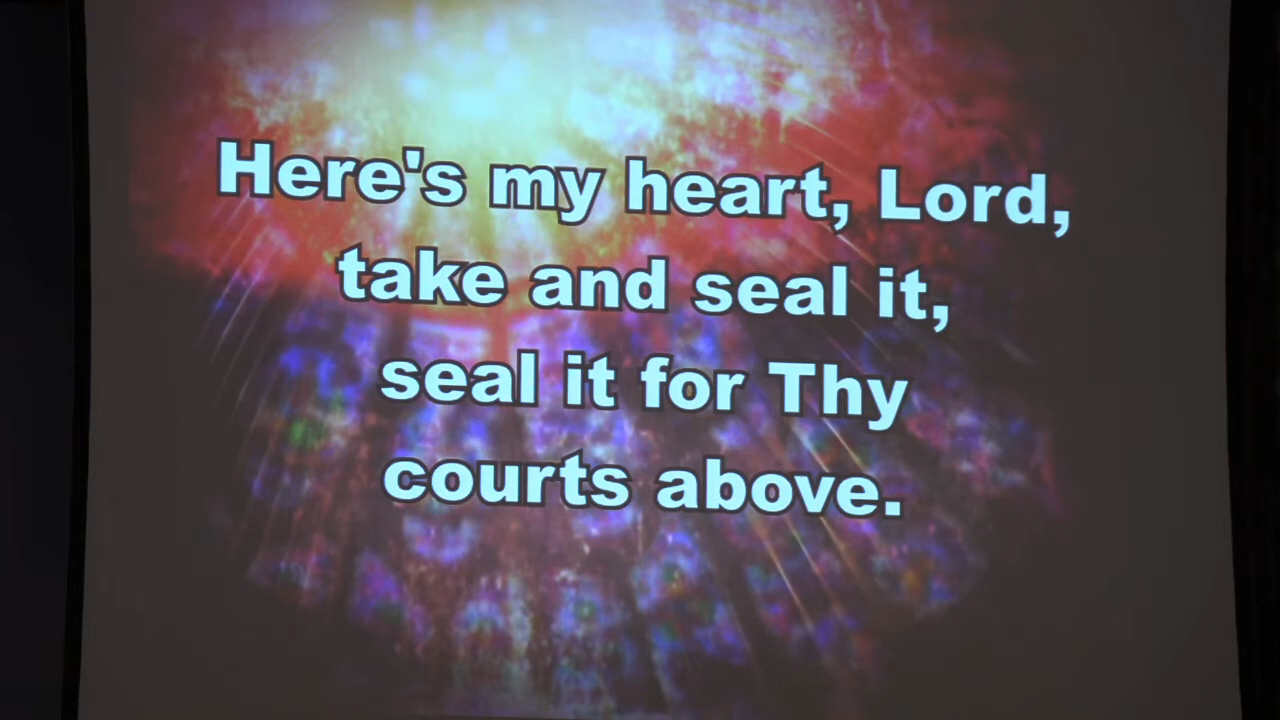 Here's my heart, Lord,
take and seal it,
seal it for Thy
courts above.